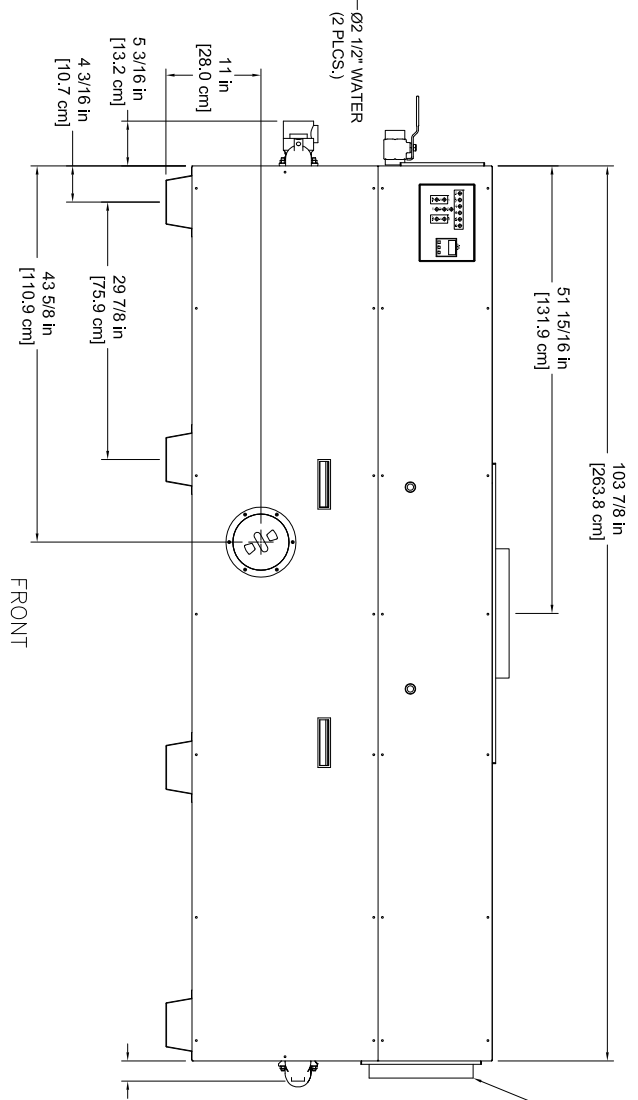 Ø2 1/2" WATER
(2 PLCS.)
103 7/8 in
[263.8 cm]
51 15/16 in
[131.9 cm]
11 in
[28.0 cm]
5 3/16 in
[13.2 cm]
4 3/16 in
[10.7 cm]
29 7/8 in
[75.9 cm]
43 5/8 in
[110.9 cm]
FRONT